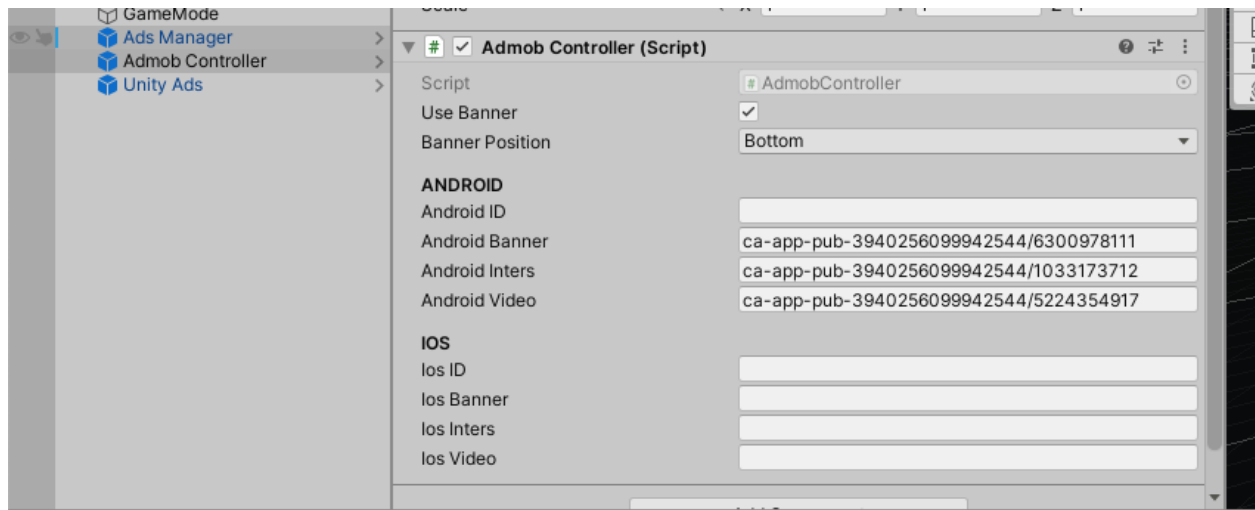 GameMode
Ads Manager
Admob Controller
Unity Ads
# Admob Controller (Script)
Script # AdmobController
Use Banner
Banner Position Bottom
ANDROID
Android ID
Android Banner ca-app-pub-3940256099942544/6300978111
Android Inters ca-app-pub-3940256099942544/1033173712
Android Video ca-app-pub-3940256099942544/5224354917
IOS
Ios ID
Ios Banner
Ios Inters
Ios Video